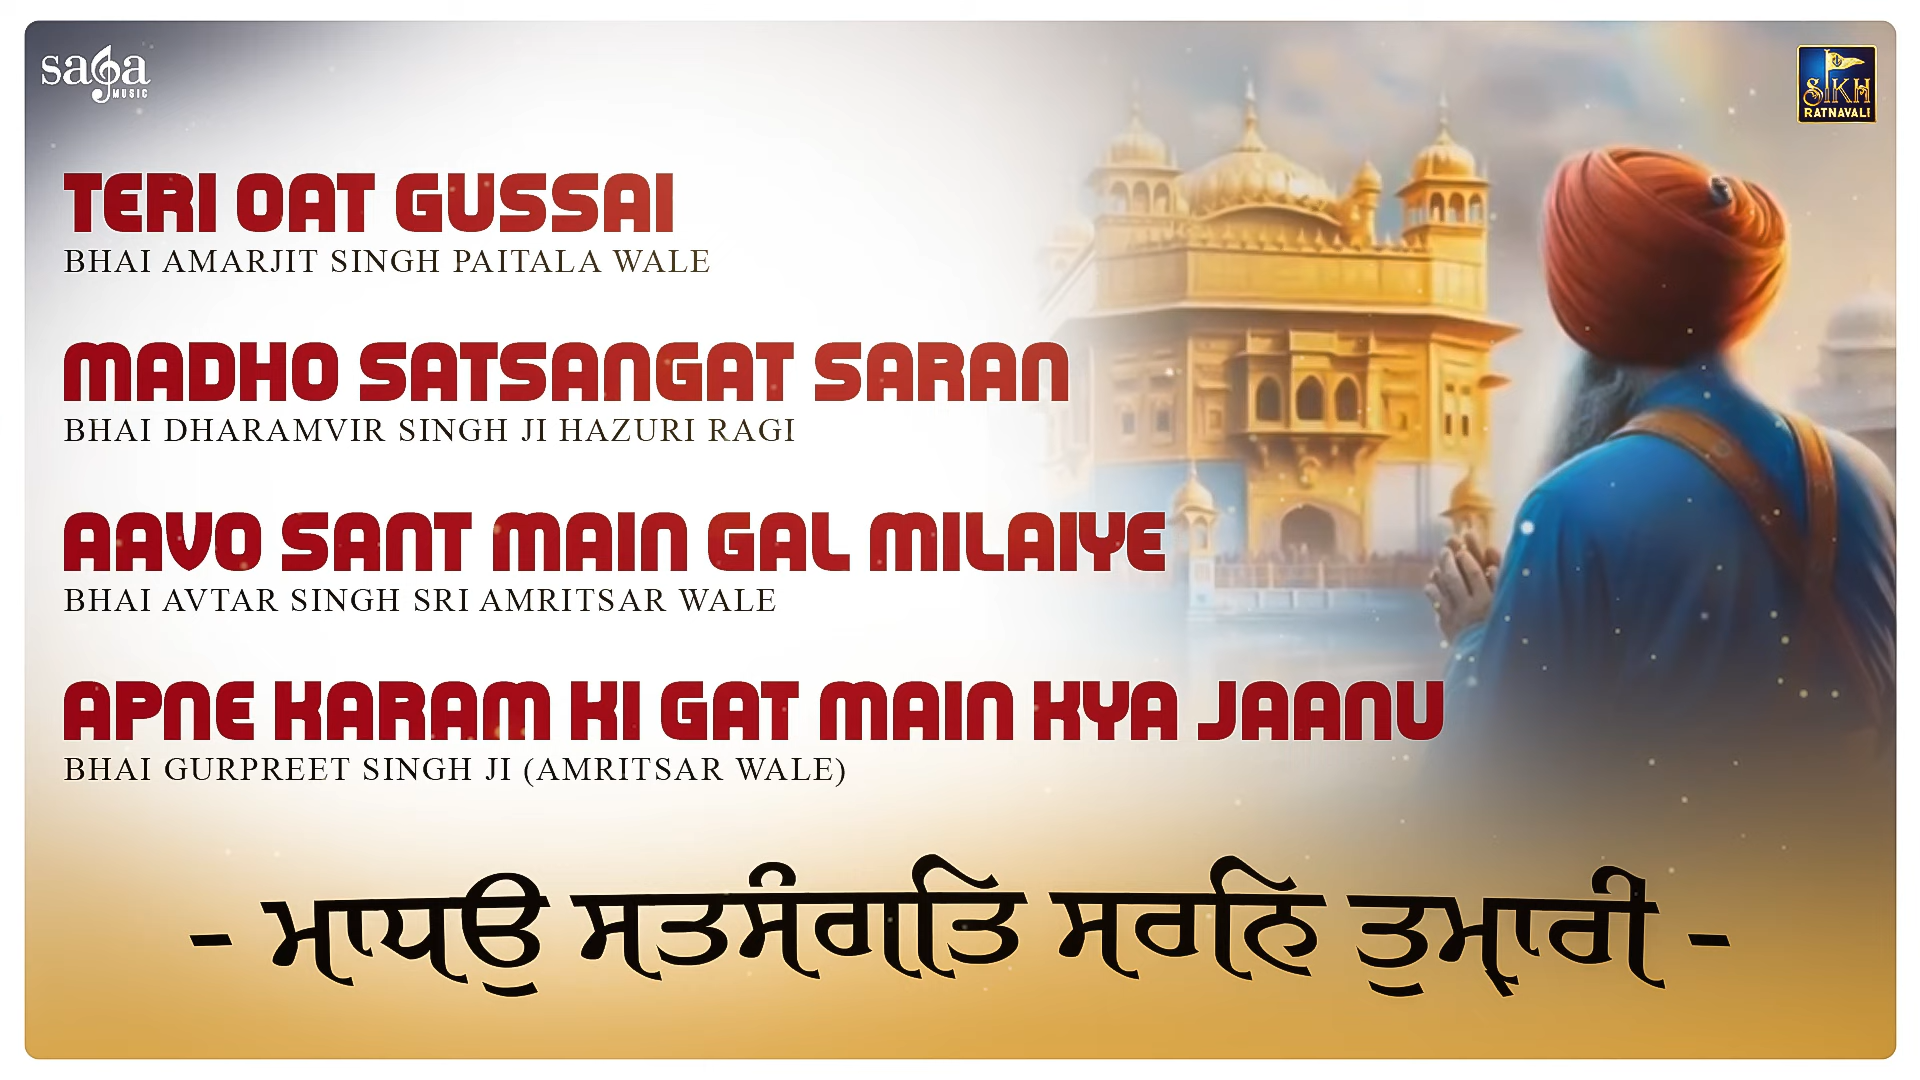 saga
MUSIC
SIKH
RATNAVALI
TERI OAT GUSSAI
BHAI AMARJIT SINGH PAITALA WALE
MADHO SATSANGAT SARAN
BHAI DHARAMVIR SINGH JI HAZURI RAGI
AAVO SANT MAIN GAL MILAIYE
BHAI AVTAR SINGH SRI AMRITSAR WALE
APNE KARAM KI GAT MAIN KYA JAANU
BHAI GURPREET SINGH JI (AMRITSAR WALE)
- ਮਾਧਉ ਸਤਸੰਗਤਿ ਸਰਨਿ ਤੁਮ੍ਹਾਰੀ -